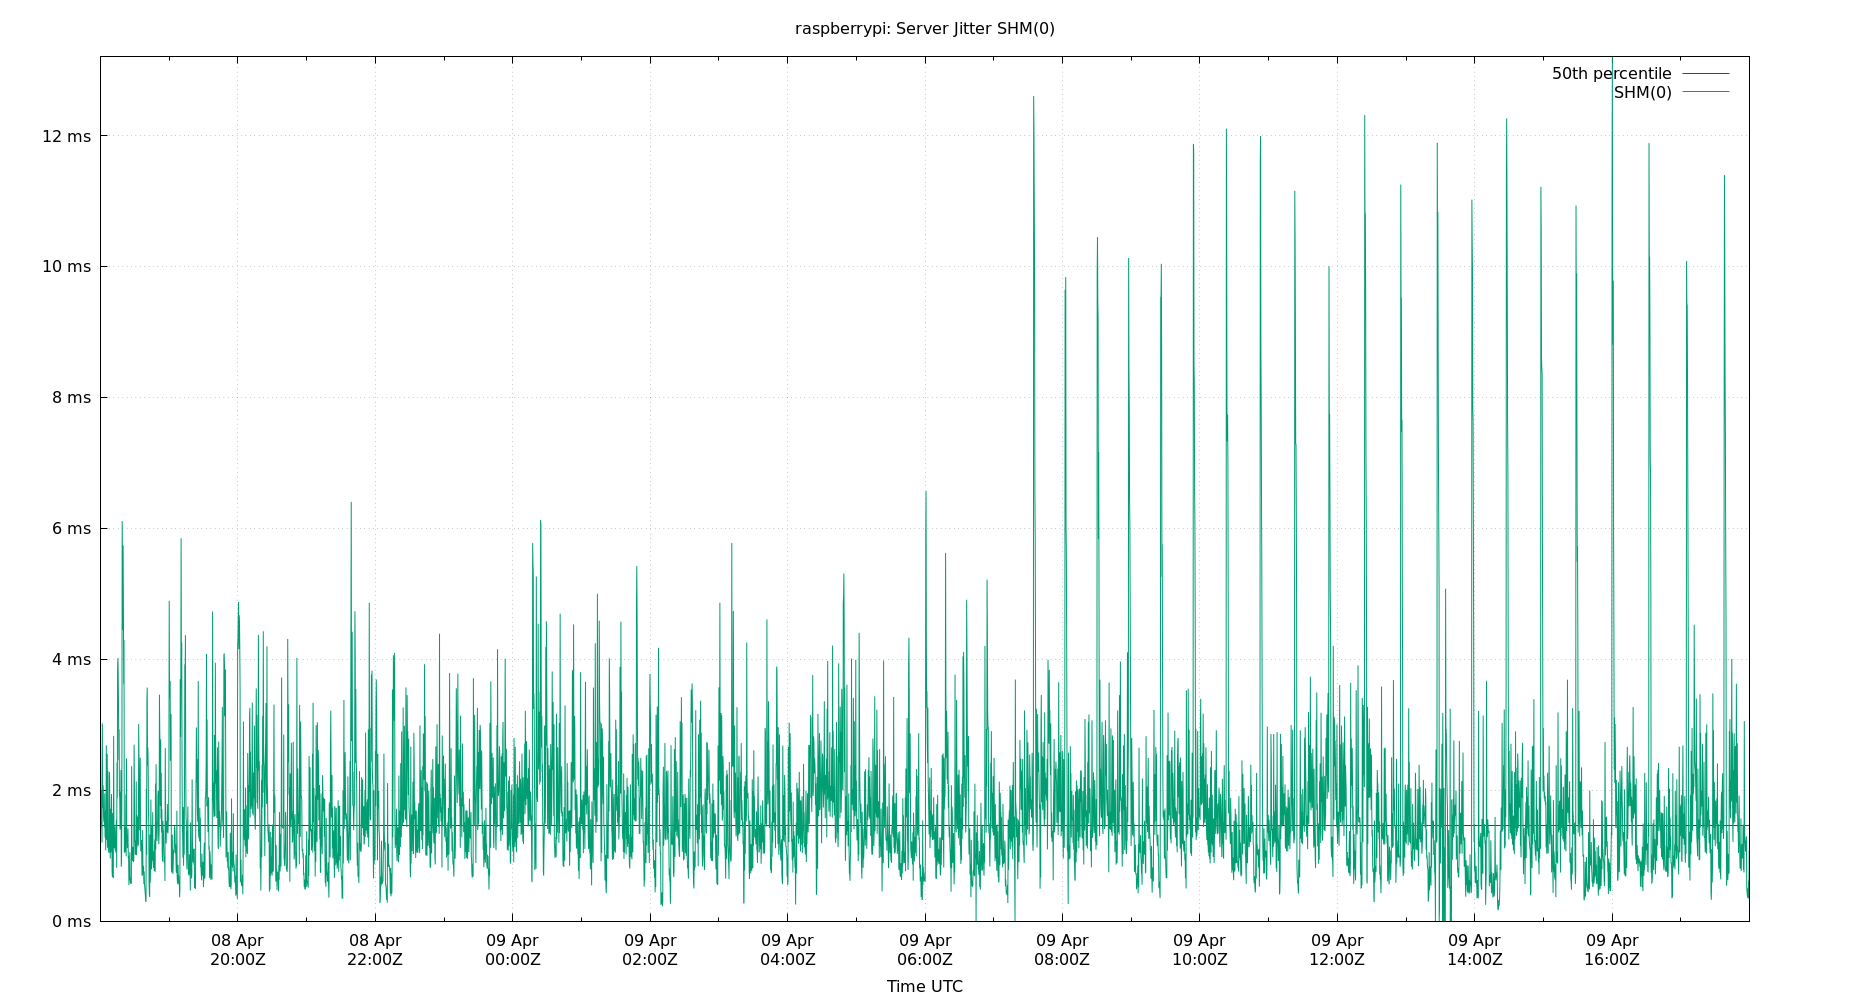 raspberrypi: Server Jitter SHM(0)
50th percentile
SHM(0)
12 ms
10 ms
8 ms
6 ms
4 ms
2 ms
0 ms
08 Apr 08 Apr 09 Apr 09 Apr 09 Apr 09 Apr 09 Apr 09 Apr 09 Apr 09 Apr 09 Apr
20:00Z 22:00Z 00:00Z 02:00Z 04:00Z 06:00Z 08:00Z 10:00Z 12:00Z 14:00Z 16:00Z
Time UTC